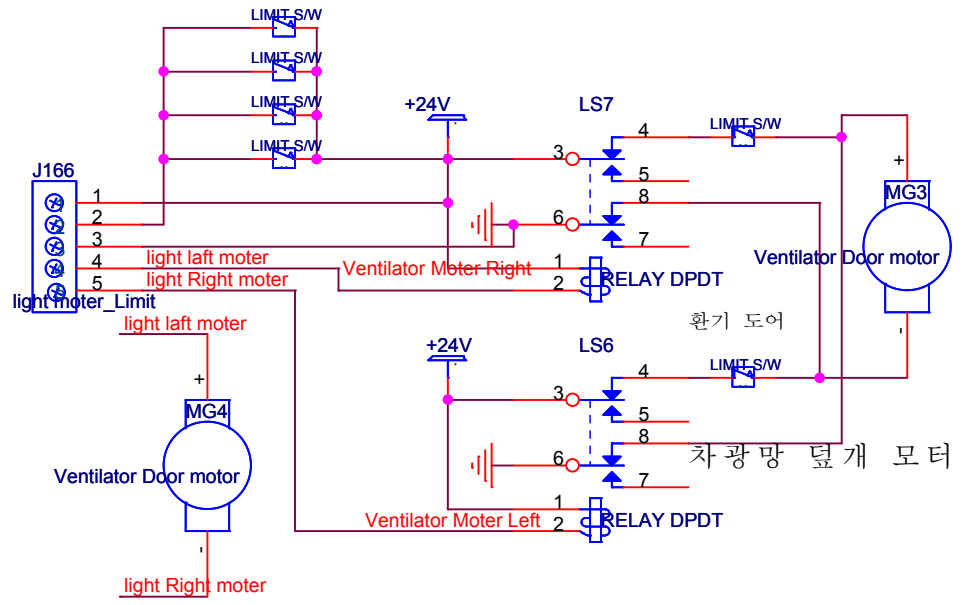 LIMIT S/W
LIMIT S/W
LIMIT S/W
LIMIT S/W
+24V
LS7
LIMIT S/W
3
4
5
8
6
7
J166
1
2
3
4
5
light laft moter
light Right moter
light moter_Limit
Ventilator Moter Right
1
2
RELAY DPDT
+
MG3
Ventilator Door motor
-
환기 도어
light laft moter
+
MG4
Ventilator Door motor
-
light Right moter
+24V
LS6
LIMIT S/W
3
4
5
8
6
7
차광망 덮개 모터
Ventilator Moter Left
1
2
RELAY DPDT